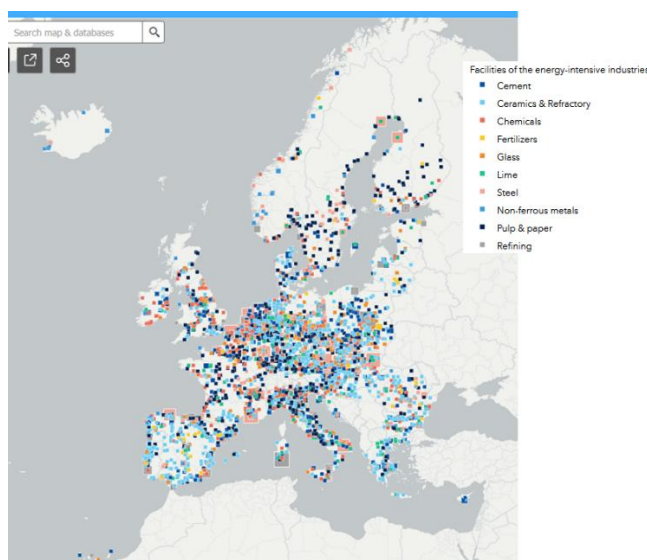 Search map & databases
Facilities of the energy-intensive industries
Cement
Ceramics & Refractory
Chemicals
Fertilizers
Glass
Lime
Steel
Non-ferrous metals
Pulp & paper
Refining